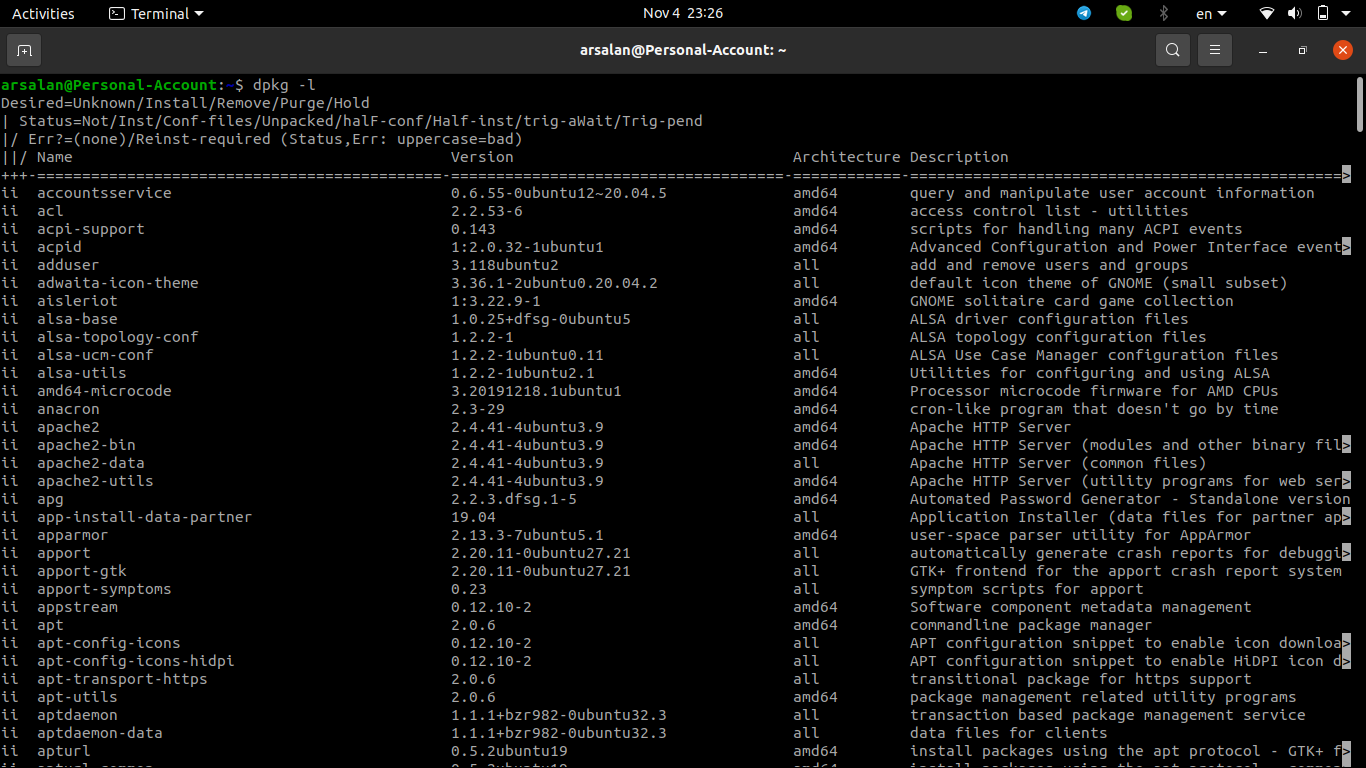 Activities Terminal Nov 4 23:26 en
arsalan@Personal-Account: ~
arsalan@Personal-Account:~$ dpkg -l
Desired=Unknown/Install/Remove/Purge/Hold
| Status=Not/Inst/Conf-files/Unpacked/halF-conf/Half-inst/trig-aWait/Trig-pend
|/ Err?=(none)/Reinst-required (Status,Err: uppercase=bad)
||/ Name Version Architecture Description
+++-=============================================-=====================================-============-================================================>
ii accountsservice 0.6.55-0ubuntu12~20.04.5 amd64 query and manipulate user account information
ii acl 2.2.53-6 amd64 access control list - utilities
ii acpi-support 0.143 amd64 scripts for handling many ACPI events
ii acpid 1:2.0.32-1ubuntu1 amd64 Advanced Configuration and Power Interface event>
ii adduser 3.118ubuntu2 all add and remove users and groups
ii adwaita-icon-theme 3.36.1-2ubuntu0.20.04.2 all default icon theme of GNOME (small subset)
ii aisleriot 1:3.22.9-1 amd64 GNOME solitaire card game collection
ii alsa-base 1.0.25+dfsg-0ubuntu5 all ALSA driver configuration files
ii alsa-topology-conf 1.2.2-1 all ALSA topology configuration files
ii alsa-ucm-conf 1.2.2-1ubuntu0.11 all ALSA Use Case Manager configuration files
ii alsa-utils 1.2.2-1ubuntu2.1 amd64 Utilities for configuring and using ALSA
ii amd64-microcode 3.20191218.1ubuntu1 amd64 Processor microcode firmware for AMD CPUs
ii anacron 2.3-29 amd64 cron-like program that doesn't go by time
ii apache2 2.4.41-4ubuntu3.9 amd64 Apache HTTP Server
ii apache2-bin 2.4.41-4ubuntu3.9 amd64 Apache HTTP Server (modules and other binary fil>
ii apache2-data 2.4.41-4ubuntu3.9 all Apache HTTP Server (common files)
ii apache2-utils 2.4.41-4ubuntu3.9 amd64 Apache HTTP Server (utility programs for web ser>
ii apg 2.2.3.dfsg.1-5 amd64 Automated Password Generator - Standalone version
ii app-install-data-partner 19.04 all Application Installer (data files for partner ap>
ii apparmor 2.13.3-7ubuntu5.1 amd64 user-space parser utility for AppArmor
ii apport 2.20.11-0ubuntu27.21 all automatically generate crash reports for debuggi>
ii apport-gtk 2.20.11-0ubuntu27.21 all GTK+ frontend for the apport crash report system
ii apport-symptoms 0.23 all symptom scripts for apport
ii appstream 0.12.10-2 amd64 Software component metadata management
ii apt 2.0.6 amd64 commandline package manager
ii apt-config-icons 0.12.10-2 all APT configuration snippet to enable icon downloa>
ii apt-config-icons-hidpi 0.12.10-2 all APT configuration snippet to enable HiDPI icon d>
ii apt-transport-https 2.0.6 all transitional package for https support
ii apt-utils 2.0.6 amd64 package management related utility programs
ii aptdaemon 1.1.1+bzr982-0ubuntu32.3 all transaction based package management service
ii aptdaemon-data 1.1.1+bzr982-0ubuntu32.3 all data files for clients
ii apturl 0.5.2ubuntu19 amd64 install packages using the apt protocol - GTK+ f>